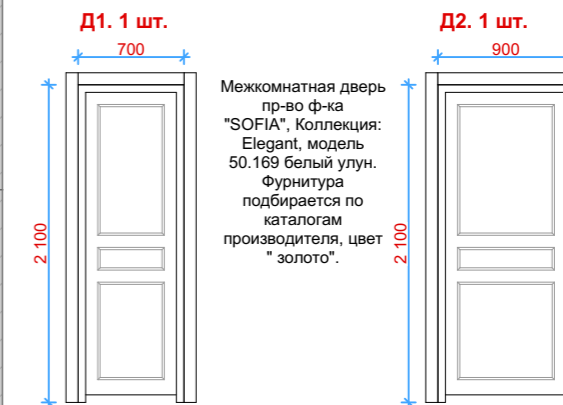 Д1. 1 шт.
700
2 100
Межкомнатная дверь
пр-во ф-ка
"SOFIA", Коллекция:
Elegant, модель
50.169 белый улун.
Фурнитура
подбирается по
каталогам
производителя, цвет
" золото".
Д2. 1 шт.
900
2 100